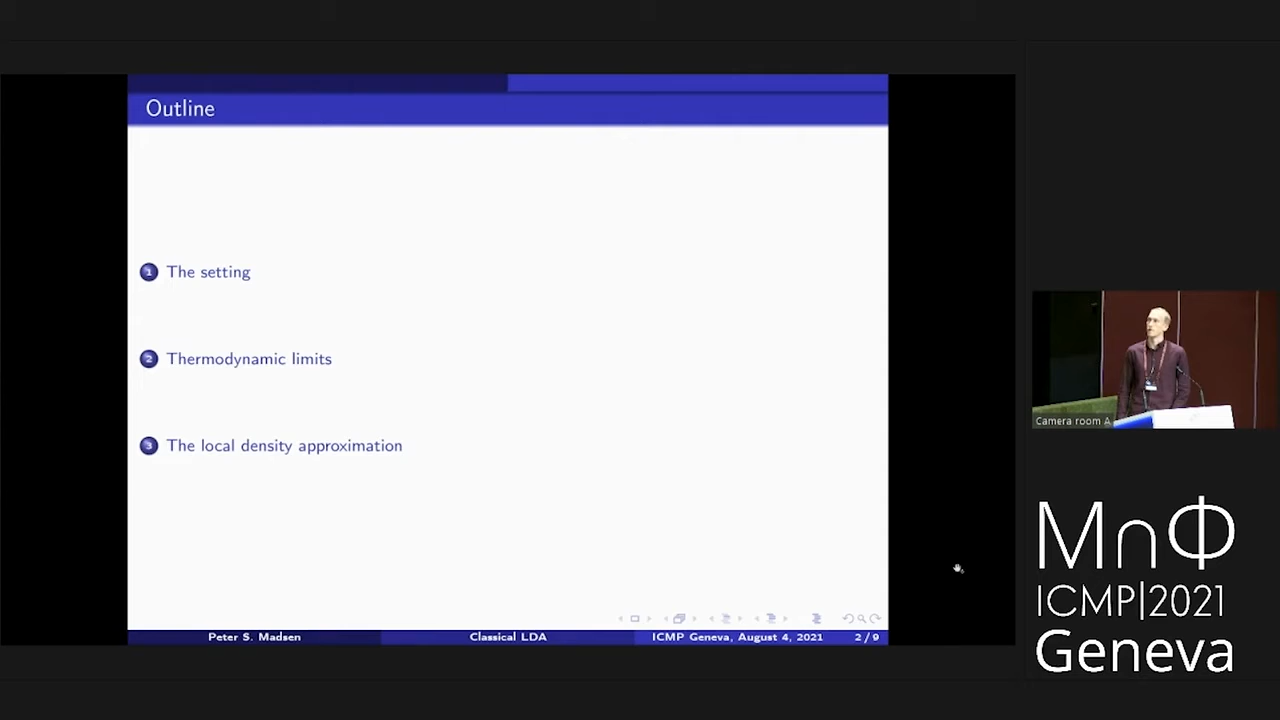 Outline
1 The setting
2 Thermodynamic limits
3 The local density approximation
Peter S. Madsen Classical LDA ICMP Geneva, August 4, 2021 2 / 9
Camera room A
M∩Φ
ICMP|2021
Geneva